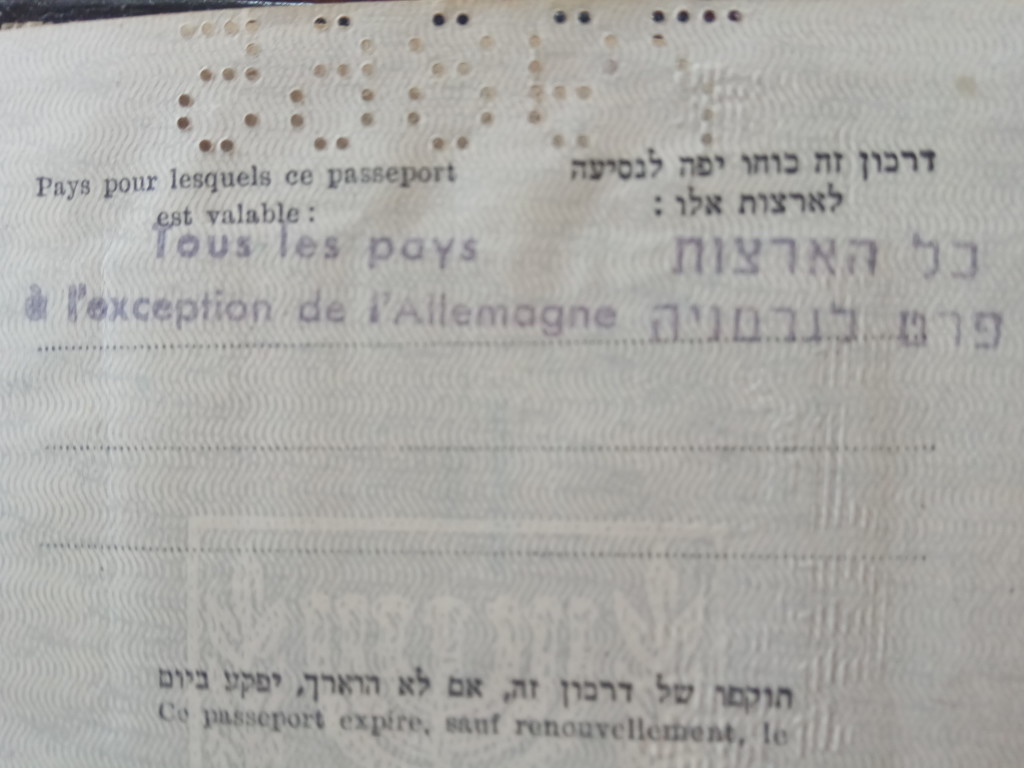 Pays pour lesquels ce passeport
est valable :
דרכון זה כוחו יפה לנסיעה
לארצות אלו :
Tous les pays
à l'exception de l'Allemagne
כל הארצות
פרט לגרמניה
תוקפו של דרכון זה, אם לא הוארך, יפקע ביום
Ce passeport expire, sauf renouvellement, le